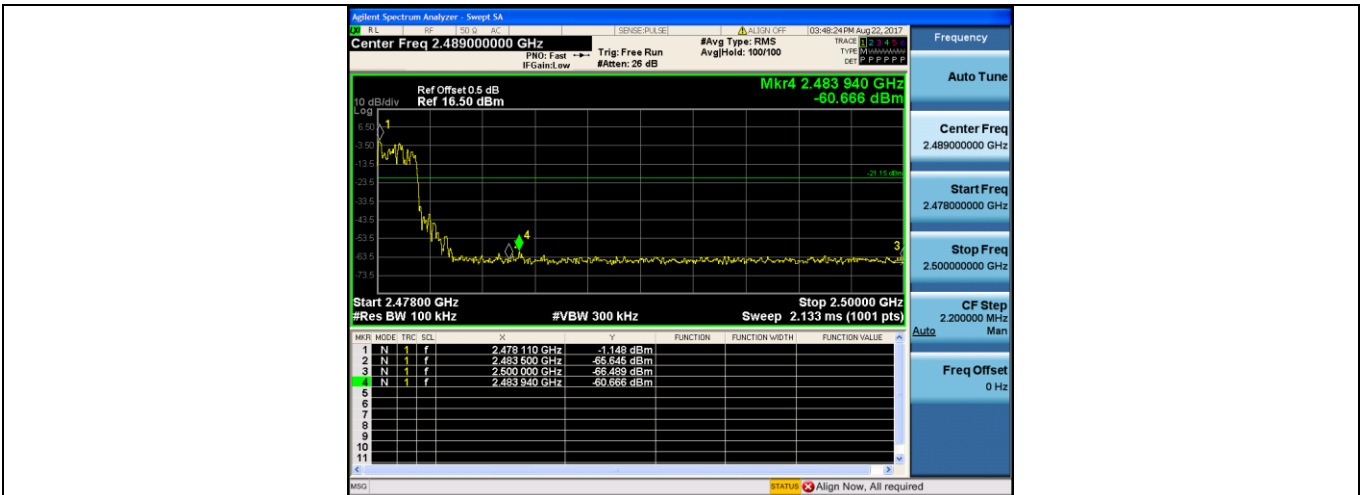 Agilent Spectrum Analyzer - Swept SA
RL RF 50 Ω AC SENSE:PULSE ALIGN OFF 03:48:24 PM Aug 22, 2017
Center Freq 2.489000000 GHz
PNO: Fast
IFGain:Low
Trig: Free Run
#Atten: 26 dB
#Avg Type: RMS
Avg|Hold: 100/100
TRACE 1 2 3 4 5 6
TYPE M
DET P P P P P P
Mkr4 2.483 940 GHz
-60.666 dBm
Ref Offset 0.5 dB
10 dB/div Ref 16.50 dBm
Log
6.50
-3.50
-13.5
-23.5
-33.5
-43.5
-53.5
-63.5
-73.5
1
4
3
-21.15 dBm
Start 2.47800 GHz Stop 2.50000 GHz
#Res BW 100 kHz #VBW 300 kHz Sweep 2.133 ms (1001 pts)
MKR MODE TRC SCL X Y FUNCTION FUNCTION WIDTH FUNCTION VALUE
1 N 1 f 2.478 110 GHz -1.148 dBm
2 N 1 f 2.483 500 GHz -65.645 dBm
3 N 1 f 2.500 000 GHz -66.489 dBm
4 N 1 f 2.483 940 GHz -60.666 dBm
5
6
7
8
9
10
11
MSG STATUS Align Now, All required
Frequency
Auto Tune
Center Freq
2.489000000 GHz
Start Freq
2.478000000 GHz
Stop Freq
2.500000000 GHz
CF Step
2.200000 MHz
Auto Man
Freq Offset
0 Hz